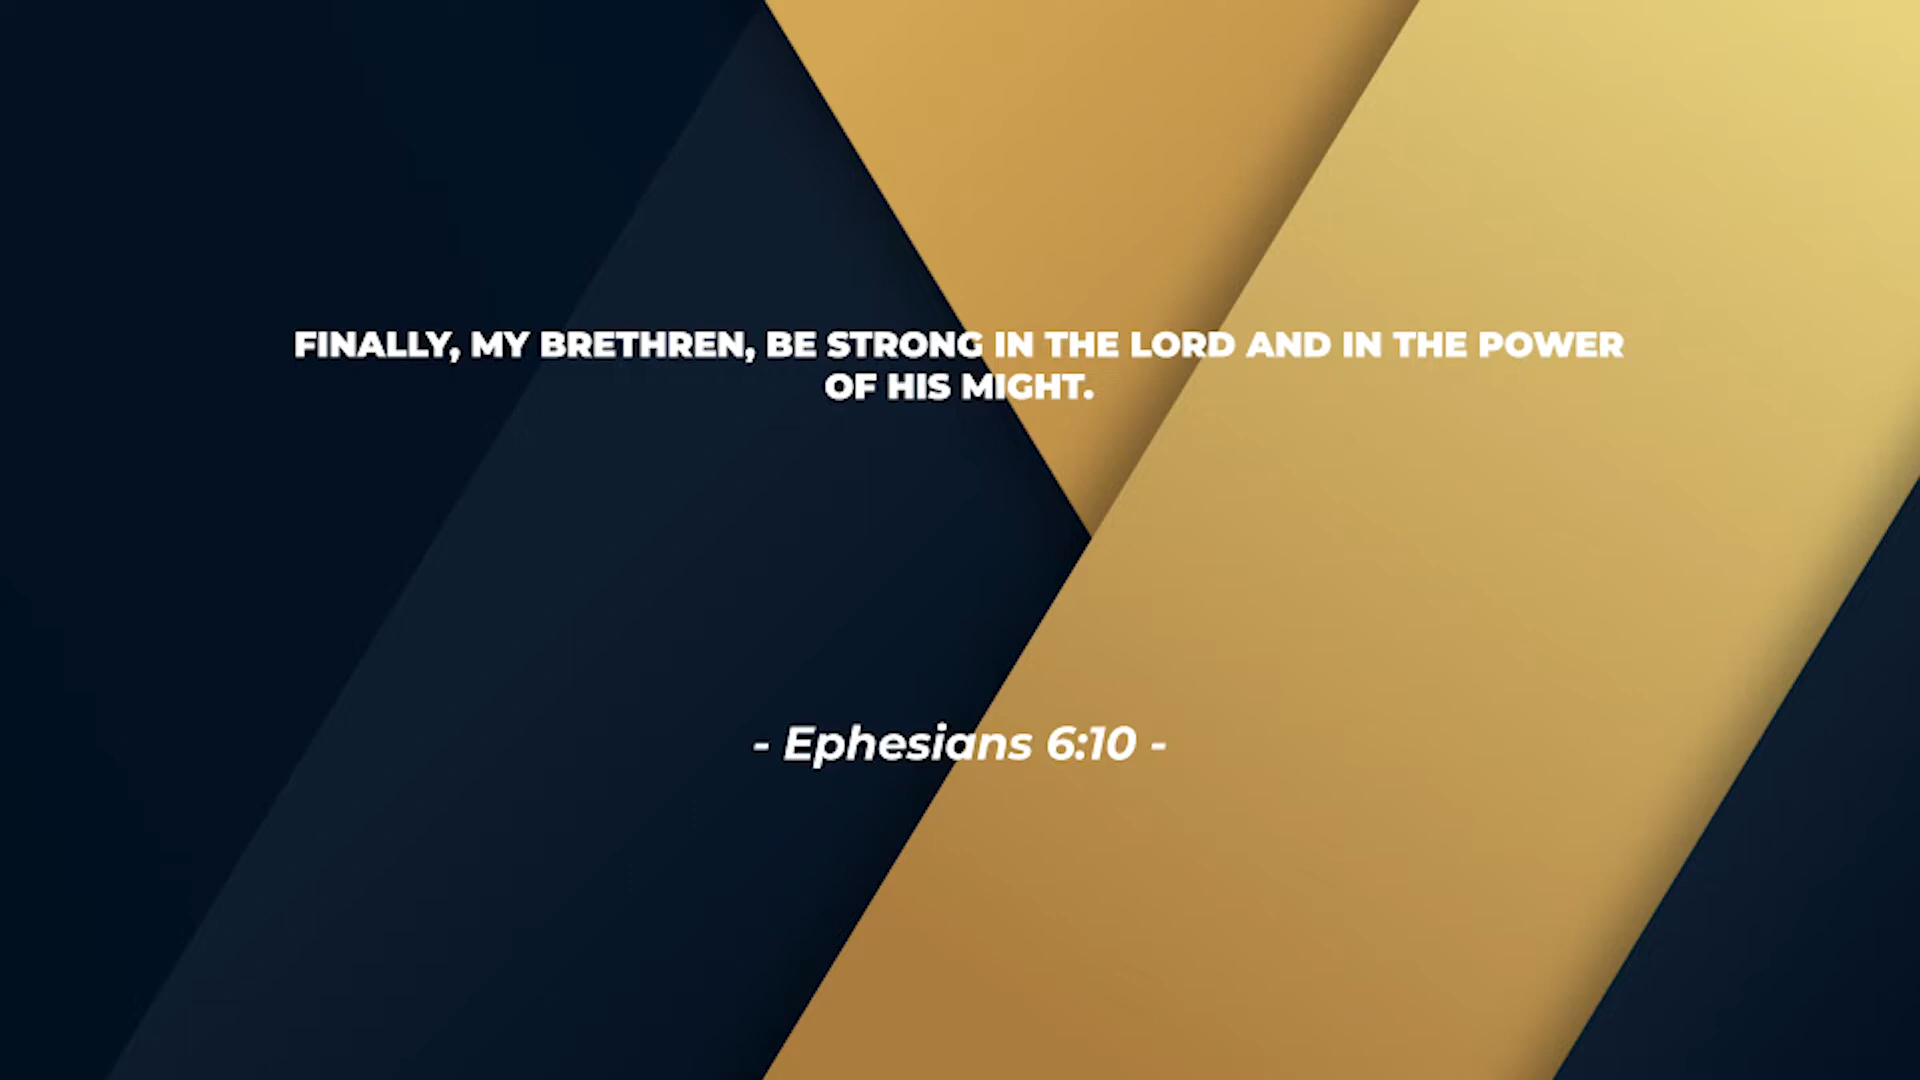 FINALLY, MY BRETHREN, BE STRONG IN THE LORD AND IN THE POWER
OF HIS MIGHT.
- Ephesians 6:10 -